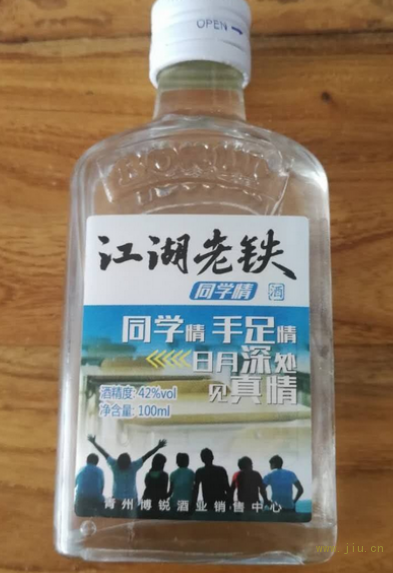 OPEN
江湖老铁
同学情 酒
同学情 手足情
日月深处
见真情
酒精度: 42%vol
净含量: 100ml
青州博锐酒业销售中心
www.jiu.cn